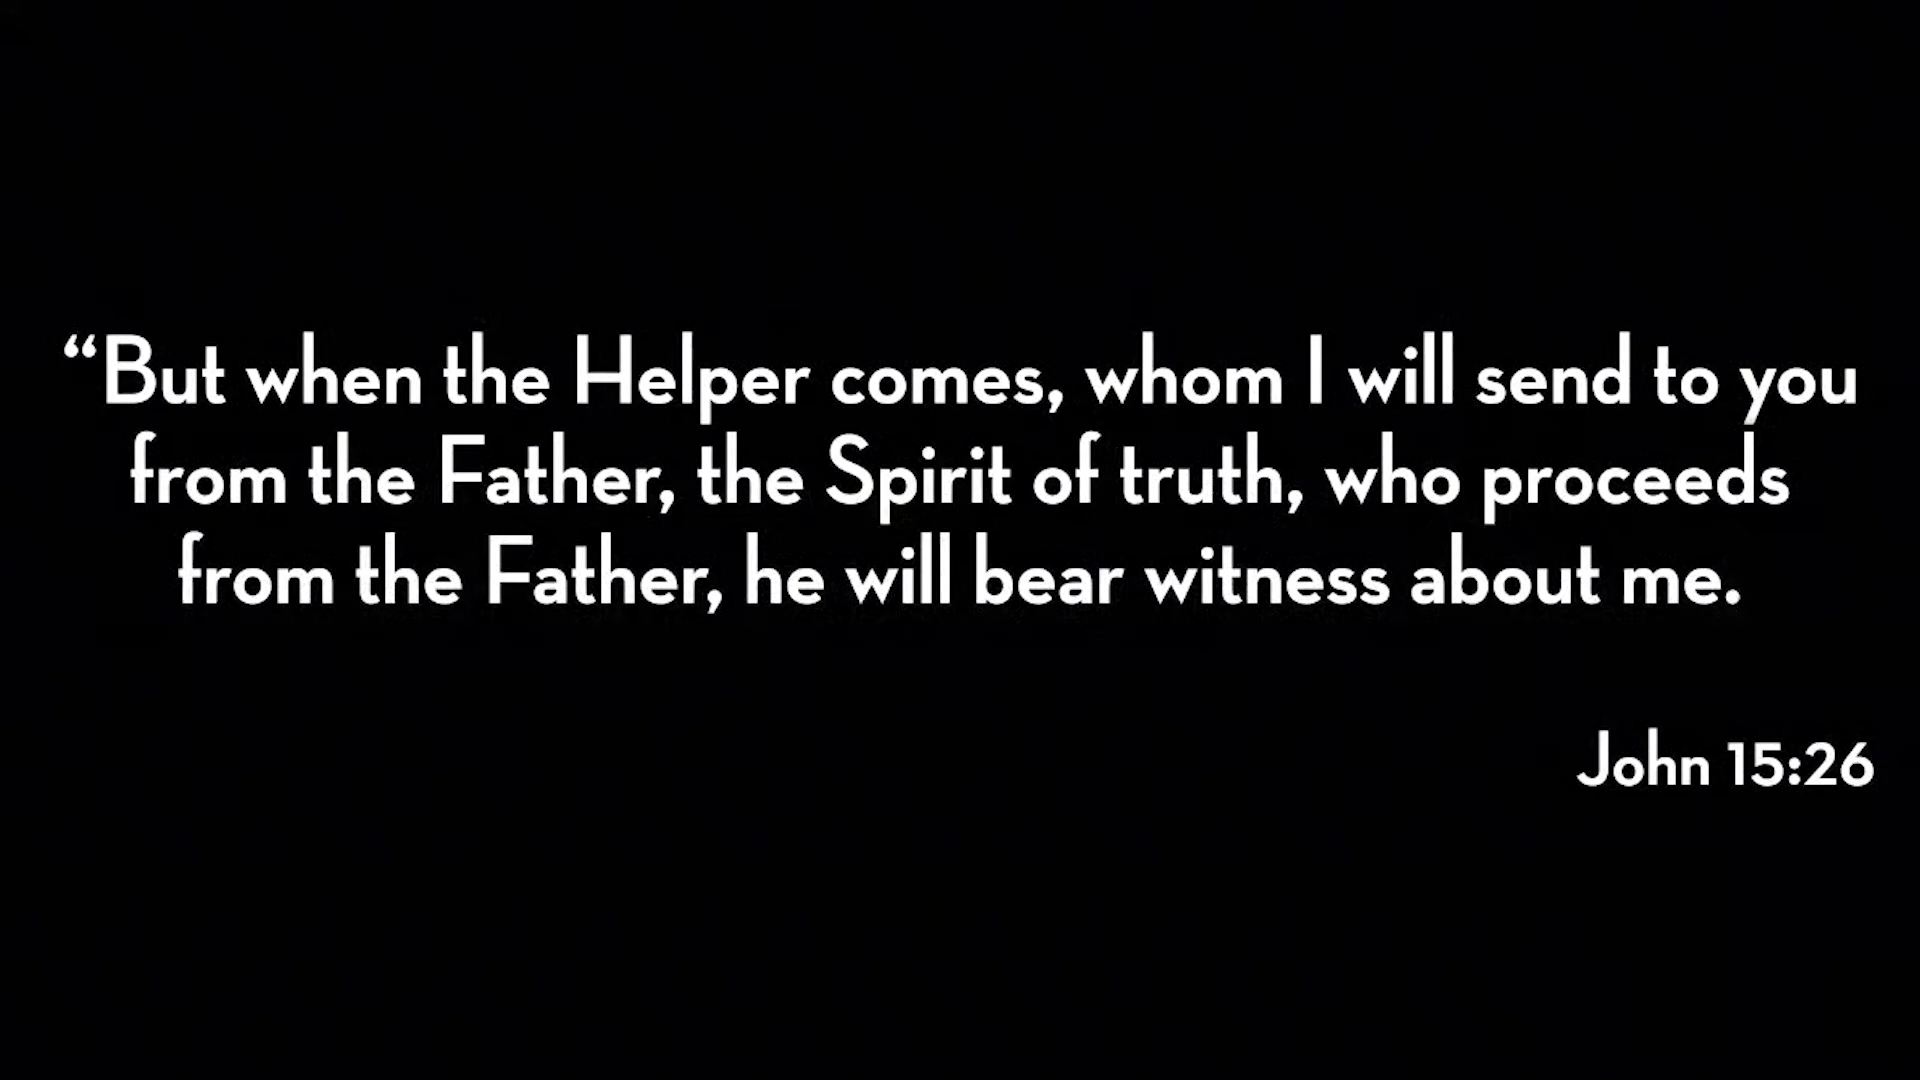 “But when the Helper comes, whom I will send to you
from the Father, the Spirit of truth, who proceeds
from the Father, he will bear witness about me.
John 15:26